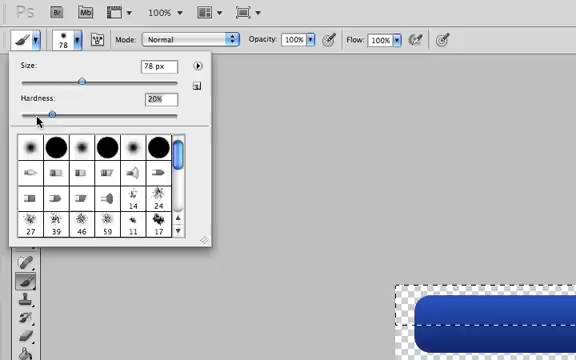 Ps Br Mb 100%
78 Mode: Normal Opacity: 100% Flow: 100%
Size: 78 px
Hardness: 20%
14 24
27 39 46 59 11 17